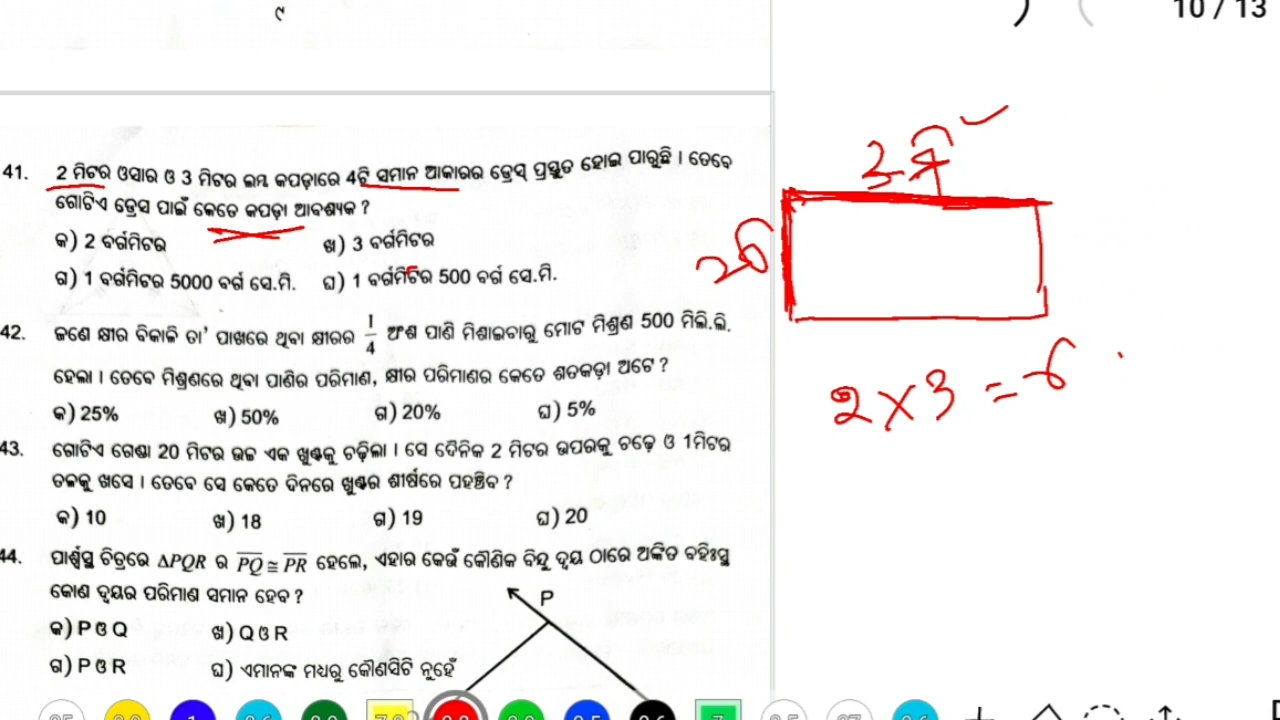 ୯
10 / 13
41. 2 ମିଟର ଓସାର ଓ 3 ମିଟର ଲମ୍ବ କପଡ଼ାରେ 4ଟି ସମାନ ଆକାରର ଡ୍ରେସ୍ ପ୍ରସ୍ତୁତ ହୋଇ ପାରୁଛି । ତେବେ
ଗୋଟିଏ ଡ୍ରେସ ପାଇଁ କେତେ କପଡ଼ା ଆବଶ୍ୟକ ?
କ) 2 ବର୍ଗମିଟର ଖ) 3 ବର୍ଗମିଟର
ଗ) 1 ବର୍ଗମିଟର 5000 ବର୍ଗ ସେ.ମି. ଘ) 1 ବର୍ଗମିଟର 500 ବର୍ଗ ସେ.ମି.
3 ମି
2ମି
2 × 3 = 6
42. ଜଣେ କ୍ଷୀର ବିକାଳି ତା' ପାଖରେ ଥିବା କ୍ଷୀରର 1/4 ଅଂଶ ପାଣି ମିଶାଇବାରୁ ମୋଟ ମିଶ୍ରଣ 500 ମିଲି.ଲି.
ହେଲା । ତେବେ ମିଶ୍ରଣରେ ଥିବା ପାଣିର ପରିମାଣ, କ୍ଷୀର ପରିମାଣର କେତେ ଶତକଡ଼ା ଅଟେ ?
କ) 25% ଖ) 50% ଗ) 20% ଘ) 5%
43. ଗୋଟିଏ ଗେଣ୍ଡା 20 ମିଟର ଉଚ୍ଚ ଏକ ଖୁଣ୍ଟକୁ ଚଢ଼ିଲା । ସେ ଦୈନିକ 2 ମିଟର ଉପରକୁ ଚଢ଼େ ଓ 1ମିଟର
ତଳକୁ ଖସେ । ତେବେ ସେ କେତେ ଦିନରେ ଖୁଣ୍ଟର ଶୀର୍ଷରେ ପହଞ୍ଚିବ ?
କ) 10 ଖ) 18 ଗ) 19 ଘ) 20
44. ପାର୍ଶ୍ୱସ୍ଥ ଚିତ୍ରରେ ΔPQR ର PQ ≅ PR ହେଲେ, ଏହାର କେଉଁ କୌଣିକ ବିନ୍ଦୁ ଦ୍ୱୟ ଠାରେ ଅଙ୍କିତ ବହିଃସ୍ଥ
କୋଣ ଦ୍ୱୟର ପରିମାଣ ସମାନ ହେବ ?
P
କ) P ଓ Q ଖ) Q ଓ R
ଗ) P ଓ R ଘ) ଏମାନଙ୍କ ମଧ୍ୟରୁ କୌଣସିଟି ନୁହେଁ